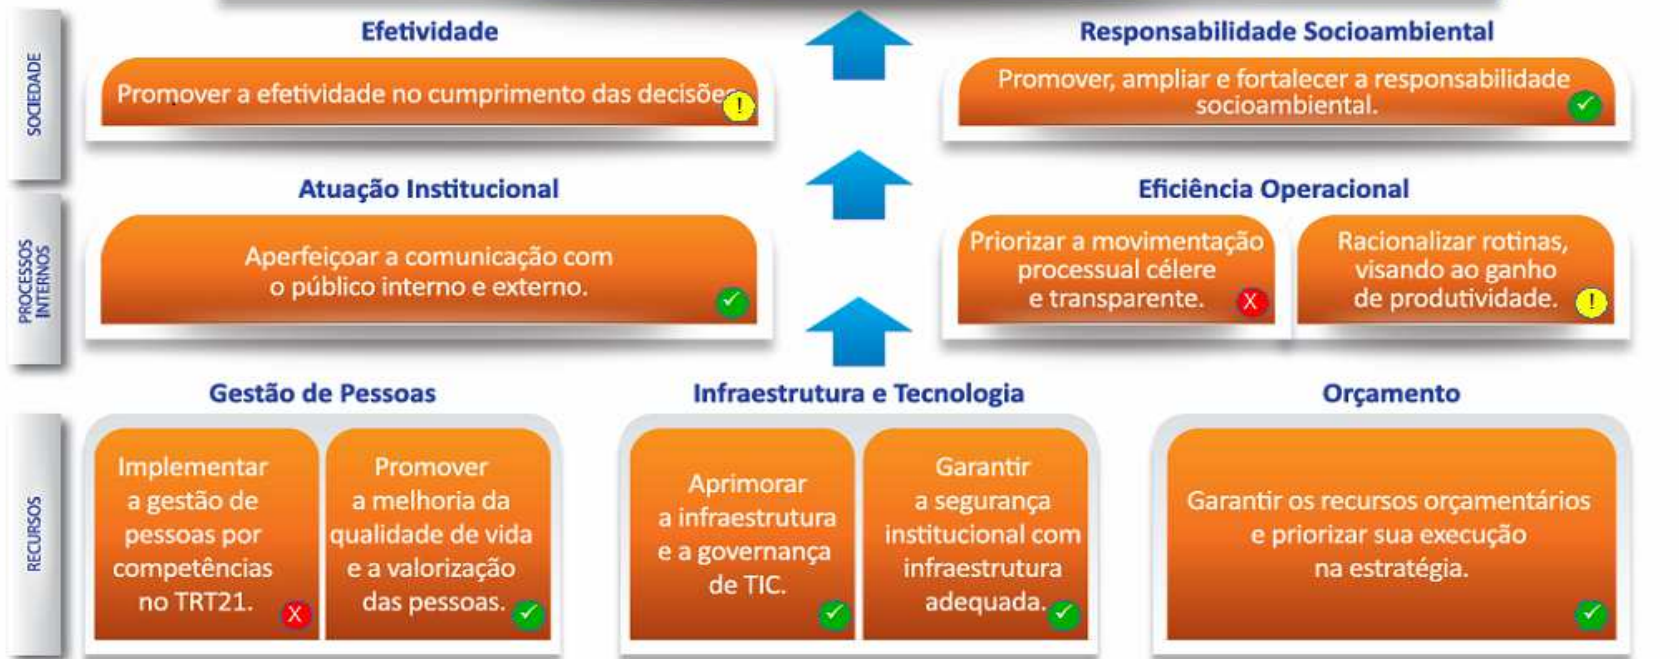 SOCIEDADE
Efetividade
Promover a efetividade no cumprimento das decisões
!
Responsabilidade Socioambiental
Promover, ampliar e fortalecer a responsabilidade
socioambiental.
PROCESSOS
INTERNOS
Atuação Institucional
Aperfeiçoar a comunicação com
o público interno e externo.
Eficiência Operacional
Priorizar a movimentação
processual célere
e transparente.
X
Racionalizar rotinas,
visando ao ganho
de produtividade.
!
RECURSOS
Gestão de Pessoas
Implementar
a gestão de
pessoas por
competências
no TRT21.
X
Promover
a melhoria da
qualidade de vida
e a valorização
das pessoas.
Infraestrutura e Tecnologia
Aprimorar
a infraestrutura
e a governança
de TIC.
Garantir
a segurança
institucional com
infraestrutura
adequada.
Orçamento
Garantir os recursos orçamentários
e priorizar sua execução
na estratégia.